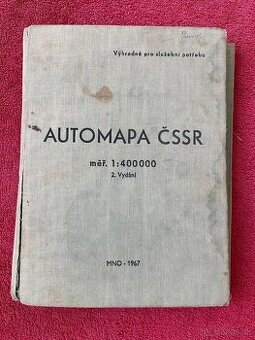 Výhradně pro služební potřebu
AUTOMAPA ČSSR
měř. 1:400000
2. Vydání
MNO - 1967